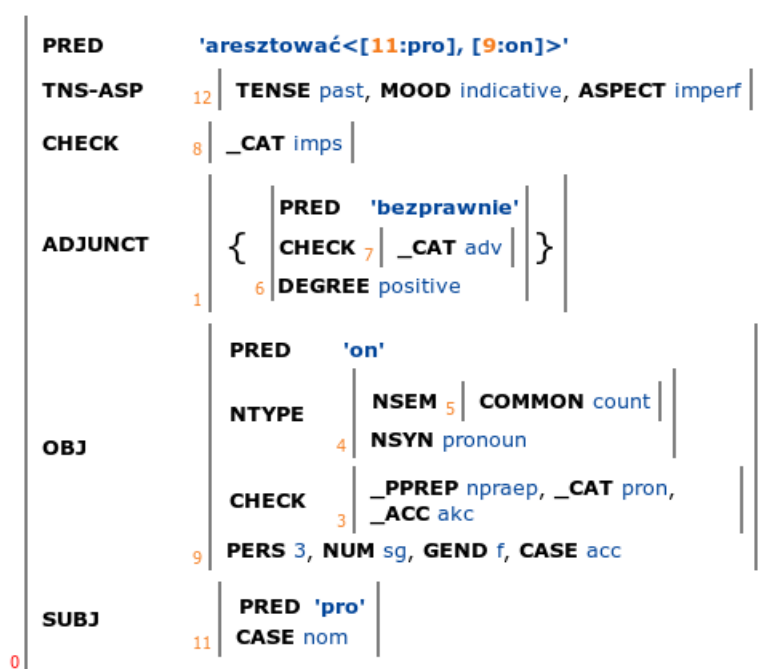 PRED 'aresztować<[11:pro], [9:on]>'
TNS-ASP 12 TENSE past, MOOD indicative, ASPECT imperf
CHECK 8 _CAT imps
PRED 'bezprawnie'
ADJUNCT { CHECK 7 _CAT adv }
1 6 DEGREE positive
PRED 'on'
NSEM 5 COMMON count
NTYPE
4 NSYN pronoun
OBJ
_PPREP npraep, _CAT pron,
CHECK
3 _ACC akc
9 PERS 3, NUM sg, GEND f, CASE acc
PRED 'pro'
SUBJ
11 CASE nom
0